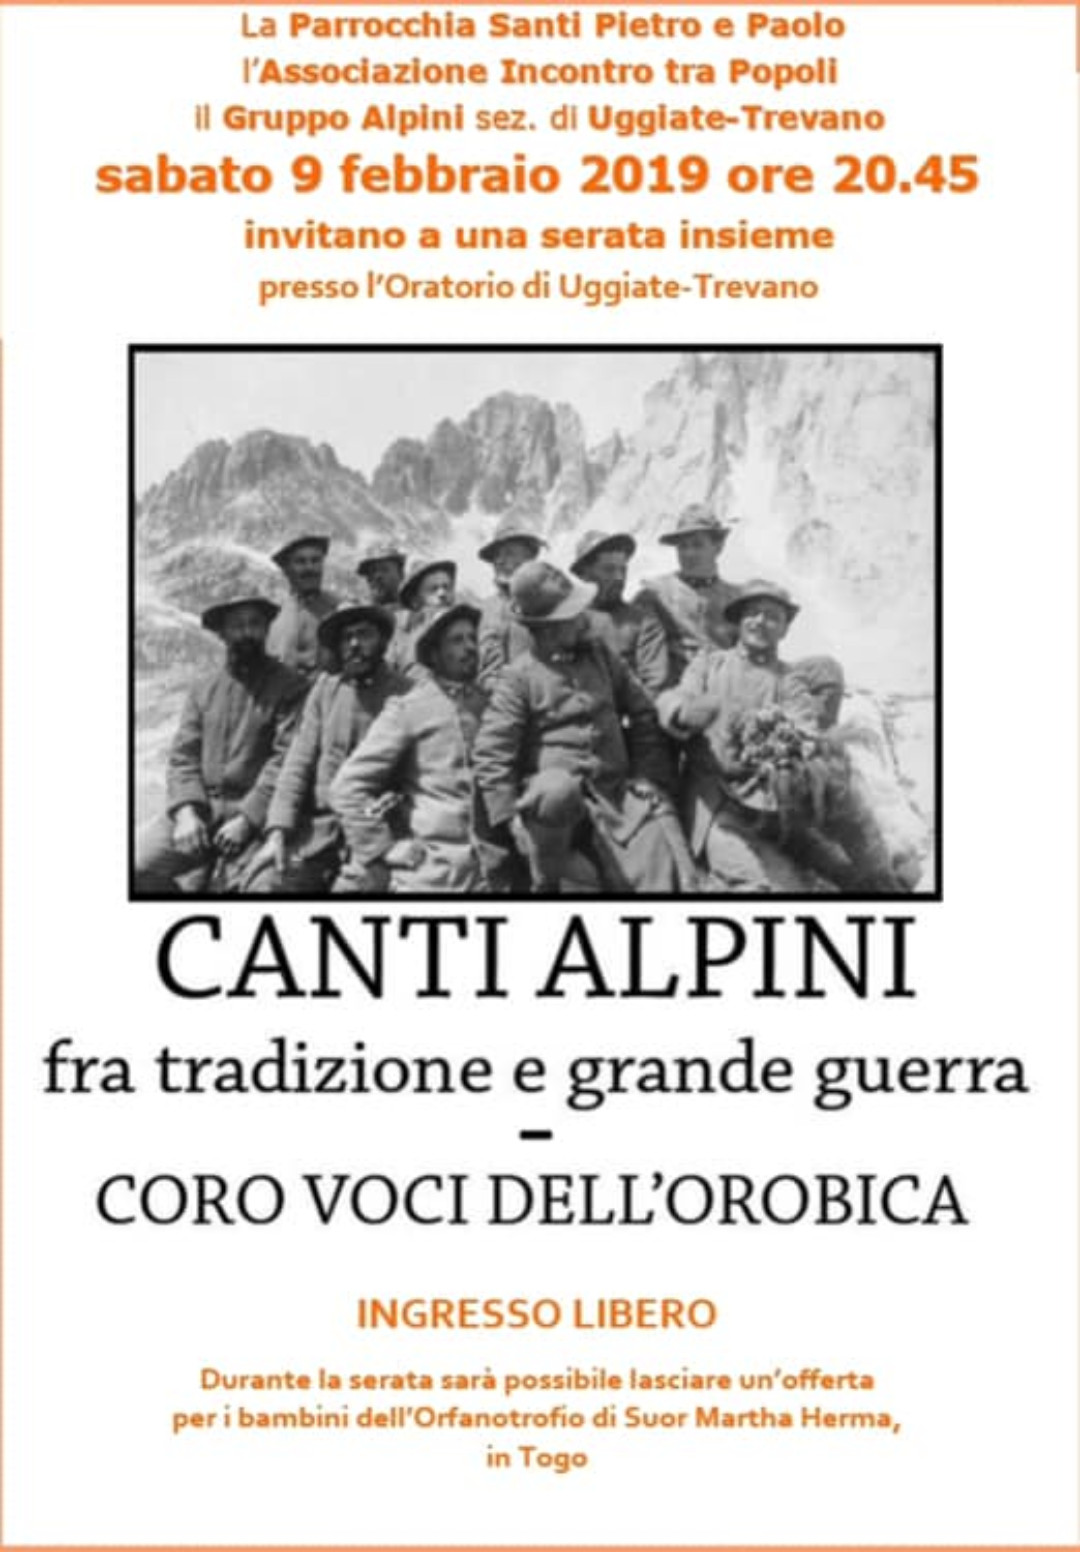 La Parrocchia Santi Pietro e Paolo
l'Associazione Incontro tra Popoli
il Gruppo Alpini sez. di Uggiate-Trevano
sabato 9 febbraio 2019 ore 20.45
invitano a una serata insieme
presso l'Oratorio di Uggiate-Trevano
CANTI ALPINI
fra tradizione e grande guerra
–
CORO VOCI DELL'OROBICA
INGRESSO LIBERO
Durante la serata sarà possibile lasciare un'offerta
per i bambini dell'Orfanotrofio di Suor Martha Herma,
in Togo